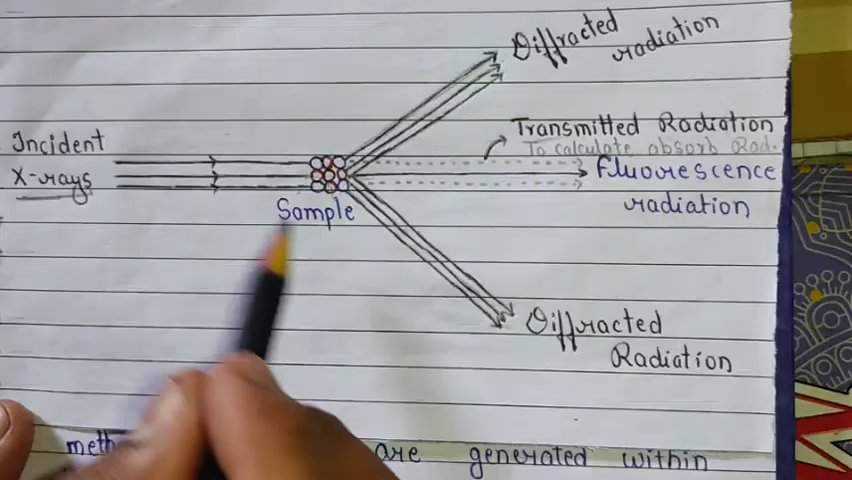 Diffracted
radiation
Incident
X-rays
Transmitted Radiation
To calculate absorb Rad.
Fluorescence
radiation
Sample
Diffracted
Radiation
are generated within